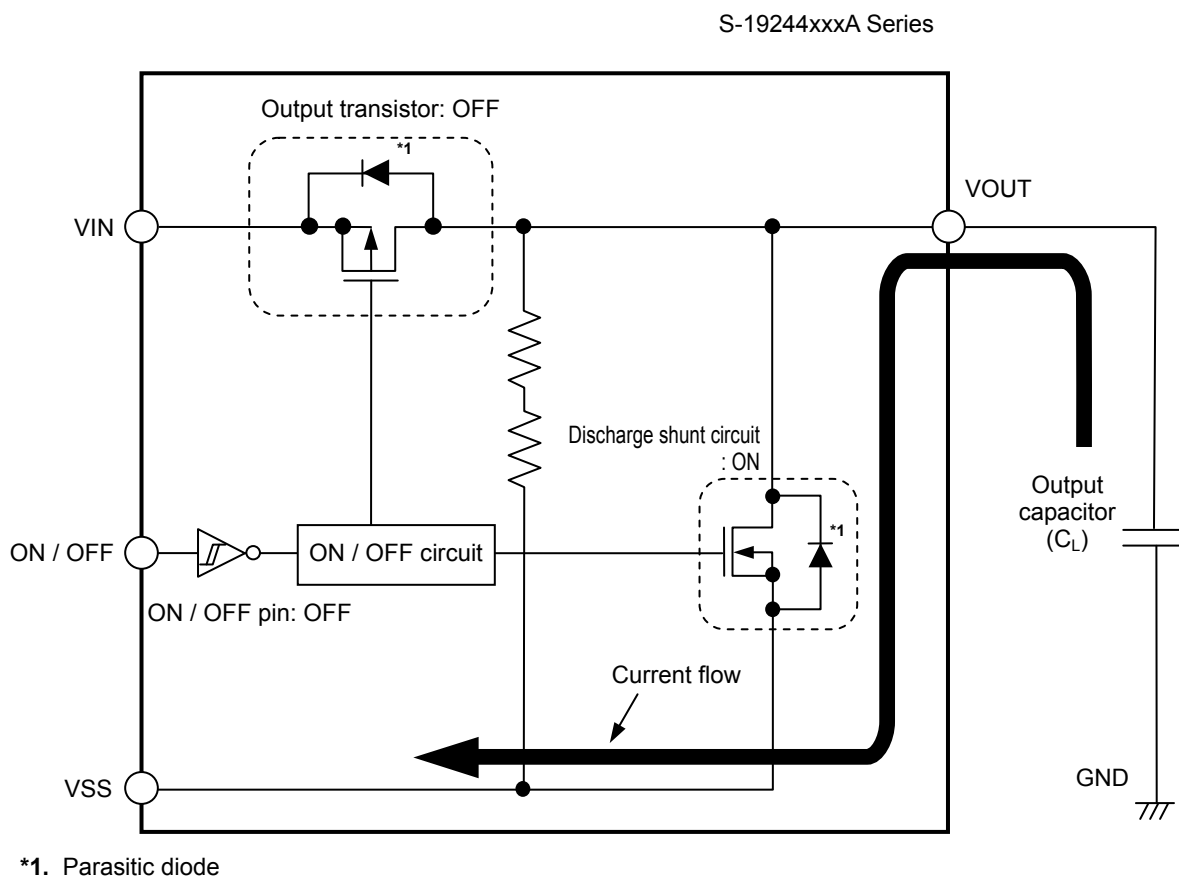 S-19244xxxA Series
Output transistor: OFF
*1
VIN
VOUT
Discharge shunt circuit
: ON
*1
Output
capacitor
(CL)
ON / OFF
ON / OFF circuit
ON / OFF pin: OFF
Current flow
VSS
GND
*1. Parasitic diode